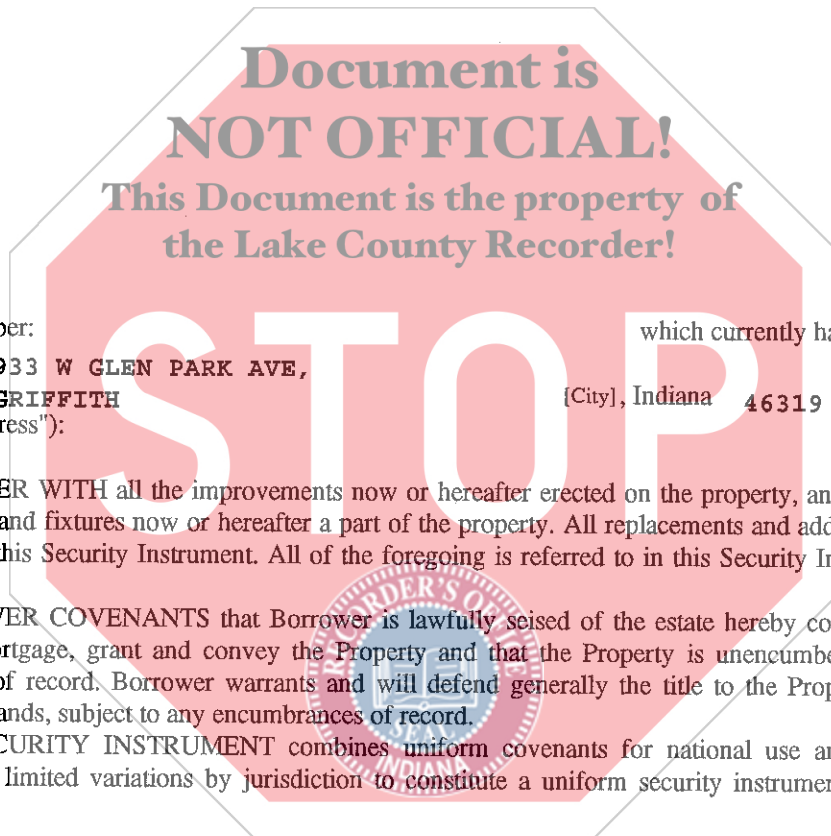 Document is
NOT OFFICIAL!
This Document is the property of
the Lake County Recorder!
STOP
ber: which currently ha
933 W GLEN PARK AVE,
GRIFFITH [City], Indiana 46319
ress"):
ER WITH all the improvements now or hereafter erected on the property, an
and fixtures now or hereafter a part of the property. All replacements and add
this Security Instrument. All of the foregoing is referred to in this Security In
VER COVENANTS that Borrower is lawfully seised of the estate hereby co
rtgage, grant and convey the Property and that the Property is unencumbe
of record. Borrower warrants and will defend generally the title to the Prop
ands, subject to any encumbrances of record.
CURITY INSTRUMENT combines uniform covenants for national use an
limited variations by jurisdiction to constitute a uniform security instrumen
RECORDER'S OFFICE
SEAL
INDIANA